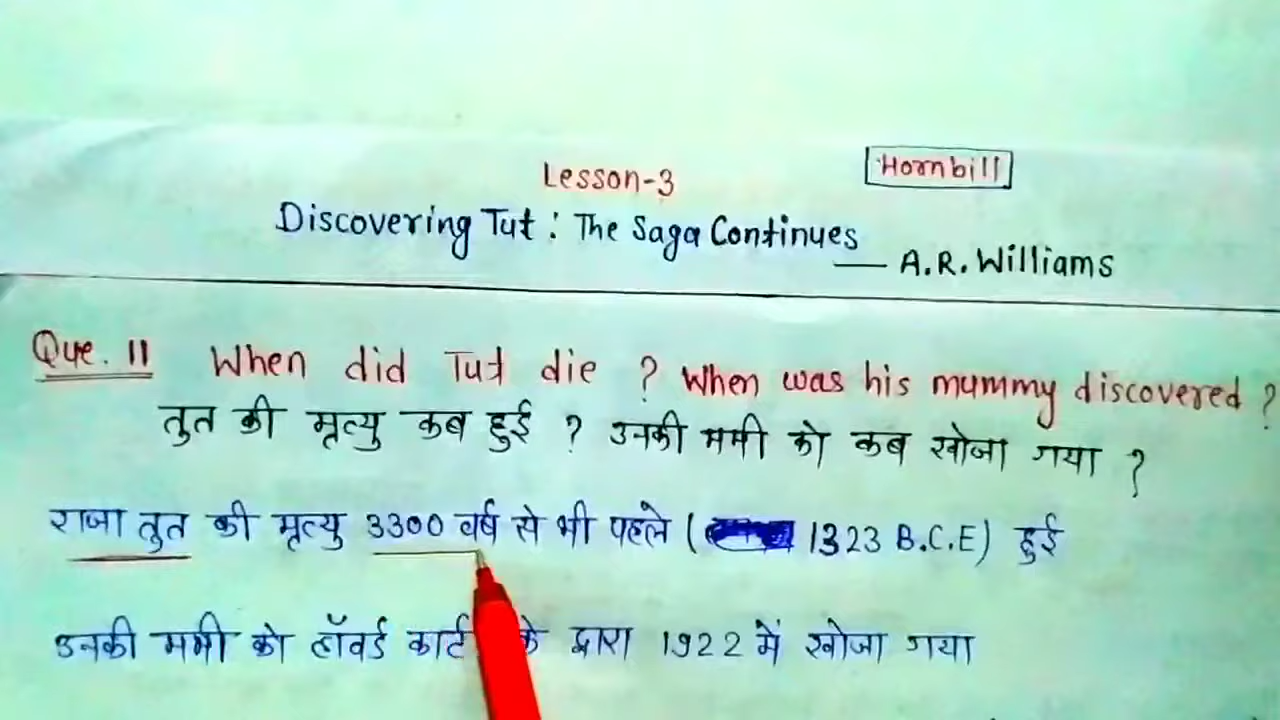 Lesson-3
Hornbill
Discovering Tut : The Saga Continues
— A.R. Williams
Que. 11 When did Tut die ? When was his mummy discovered ?
तुत की मृत्यु कब हुई ? उनकी ममी को कब खोजा गया ?
राजा तुत की मृत्यु 3300 वर्ष से भी पहले ( 1323 B.C.E) हुई
उनकी ममी को हॉवर्ड के द्वारा 1922 में खोजा गया